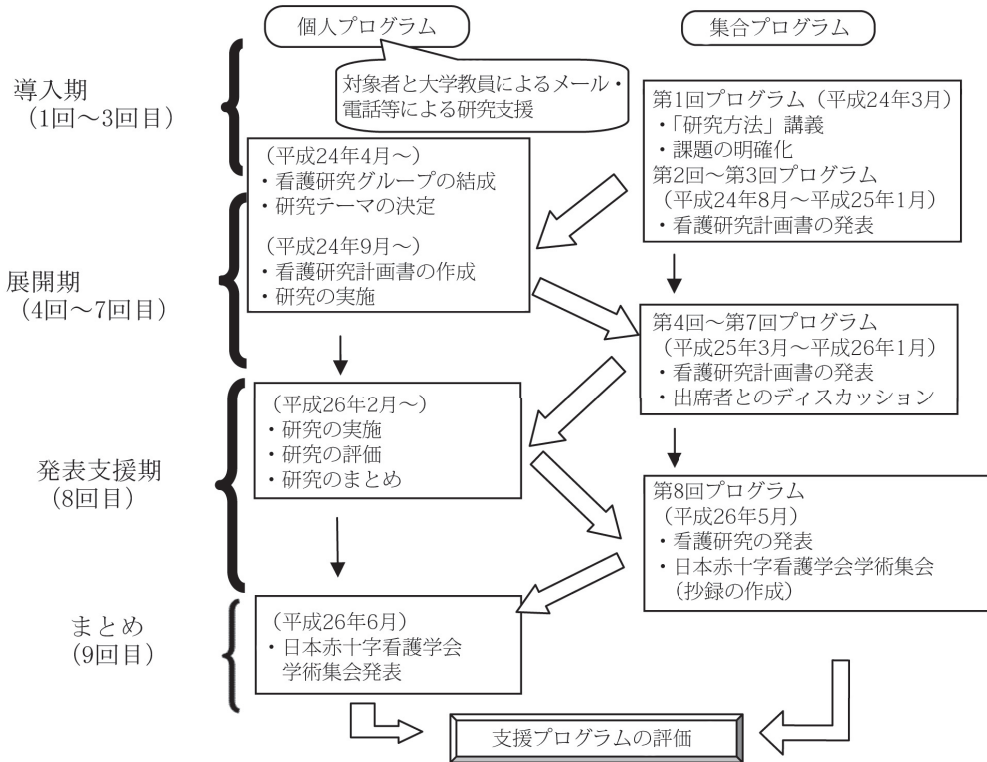 個人プログラム
集合プログラム
導入期
(1回～3回目)
対象者と大学教員によるメール・
電話等による研究支援
第1回プログラム（平成24年3月）
・「研究方法」講義
・課題の明確化
第2回～第3回プログラム
（平成24年8月～平成25年1月）
・看護研究計画書の発表
（平成24年4月～）
・看護研究グループの結成
・研究テーマの決定
（平成24年9月～）
・看護研究計画書の作成
・研究の実施
展開期
(4回～7回目)
第4回～第7回プログラム
（平成25年3月～平成26年1月）
・看護研究計画書の発表
・出席者とのディスカッション
（平成26年2月～）
・研究の実施
・研究の評価
・研究のまとめ
発表支援期
(8回目)
第8回プログラム
（平成26年5月）
・看護研究の発表
・日本赤十字看護学会学術集会
（抄録の作成）
まとめ
(9回目)
（平成26年6月）
・日本赤十字看護学会
学術集会発表
支援プログラムの評価